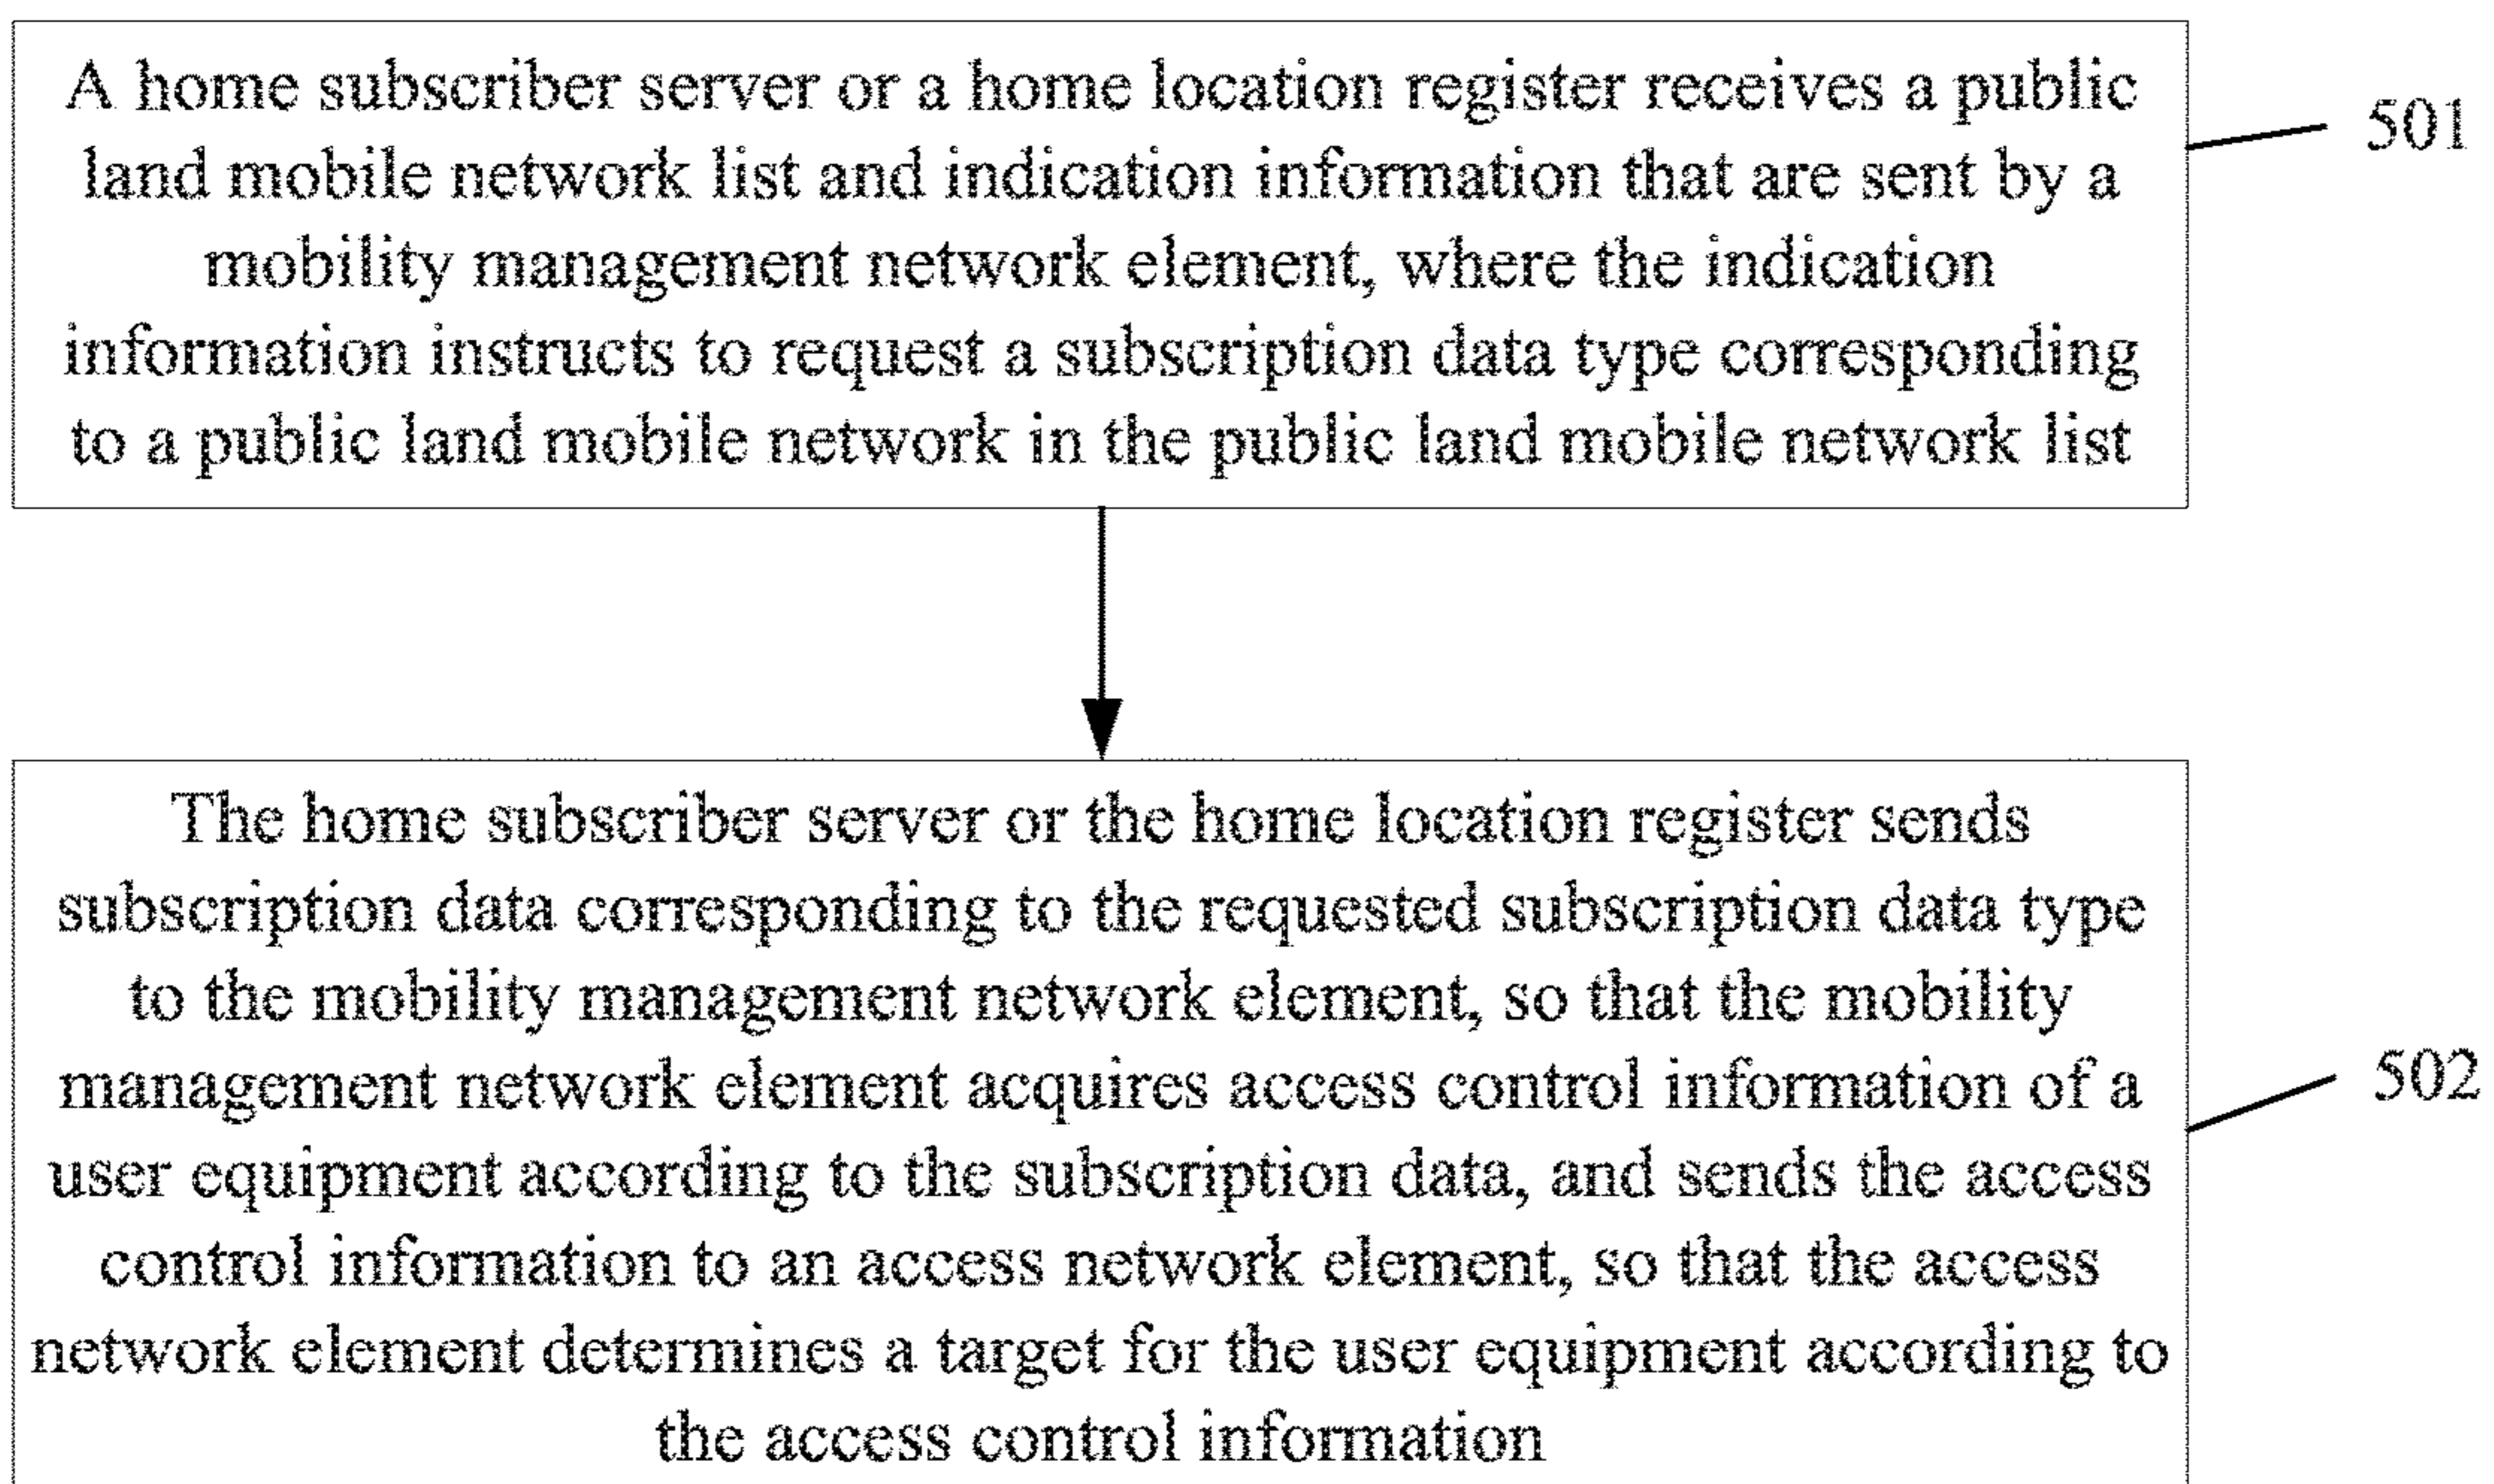 A home subscriber server or a home location register receives a public
land mobile network list and indication information that are sent by a
mobility management network element, where the indication
information instructs to request a subscription data type corresponding
to a public land mobile network in the public land mobile network list
501
The home subscriber server or the home location register sends
subscription data corresponding to the requested subscription data type
to the mobility management network element, so that the mobility
management network element acquires access control information of a
user equipment according to the subscription data, and sends the access
control information to an access network element, so that the access
network element determines a target for the user equipment according to
the access control information
502